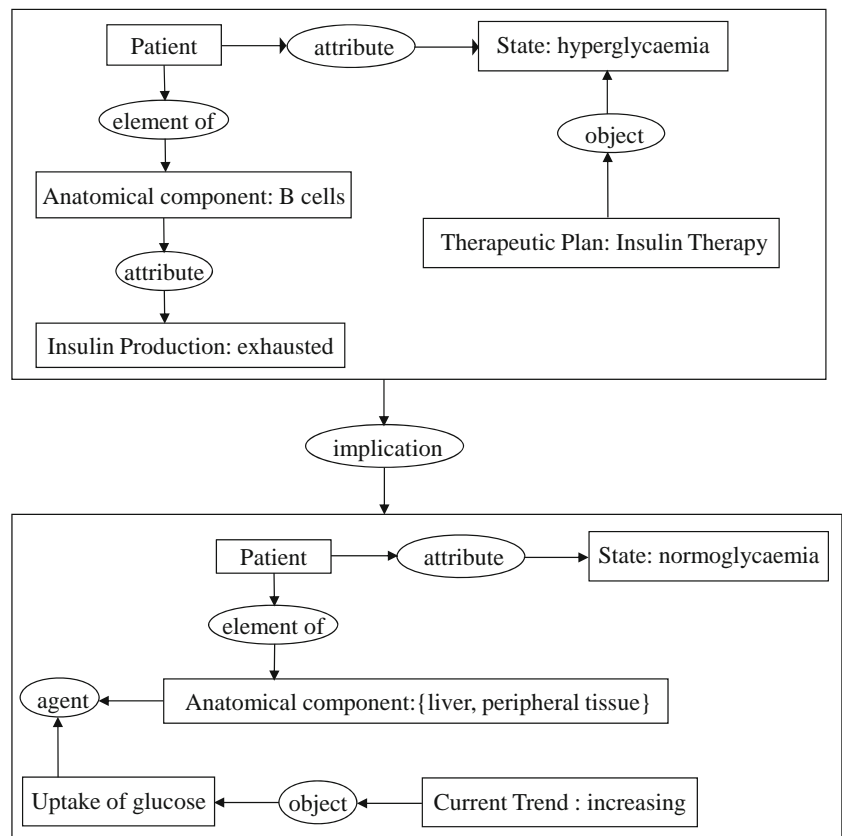 Patient
attribute
State: hyperglycaemia
element of
object
Anatomical component: B cells
Therapeutic Plan: Insulin Therapy
attribute
Insulin Production: exhausted
implication
Patient
attribute
State: normoglycaemia
element of
agent
Anatomical component:{liver, peripheral tissue}
Uptake of glucose
object
Current Trend : increasing